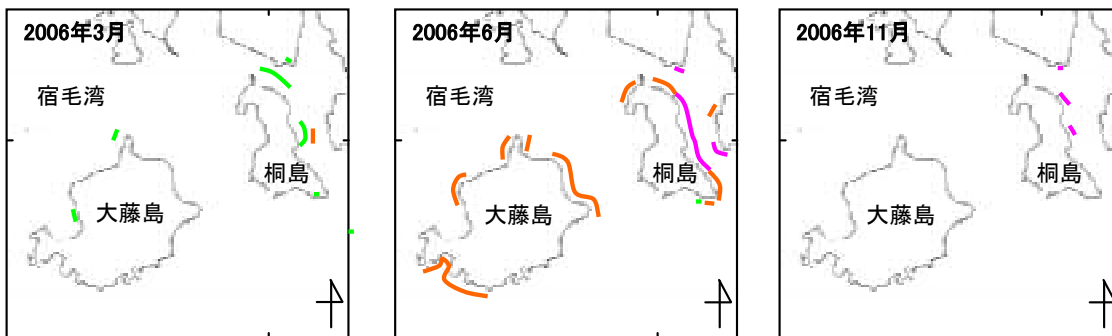 2006年3月
宿毛湾
桐島
大藤島
2006年6月
宿毛湾
桐島
大藤島
2006年11月
宿毛湾
桐島
大藤島